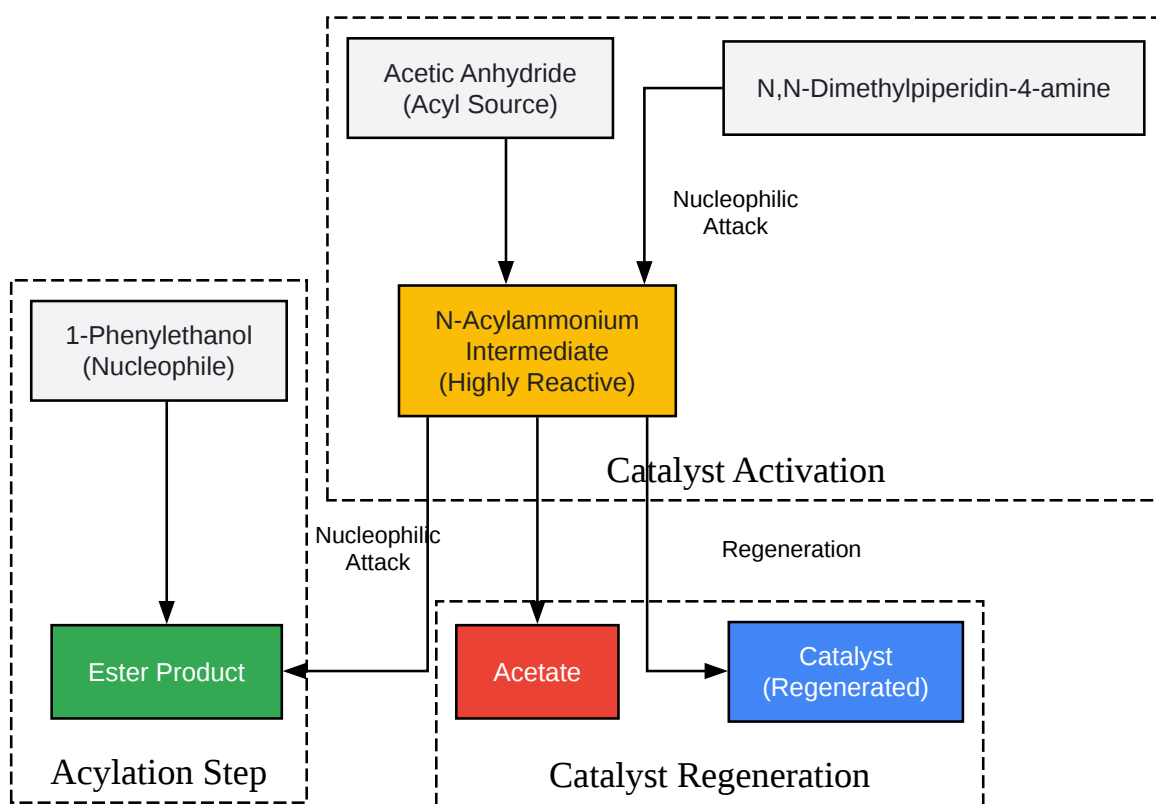 Acetic Anhydride
(Acyl Source)
N,N-Dimethylpiperidin-4-amine
Nucleophilic
Attack
1-Phenylethanol
(Nucleophile)
N-Acylammonium
Intermediate
(Highly Reactive)
Catalyst Activation
Nucleophilic
Attack
Regeneration
Ester Product
Acetate
Catalyst
(Regenerated)
Acylation Step
Catalyst Regeneration